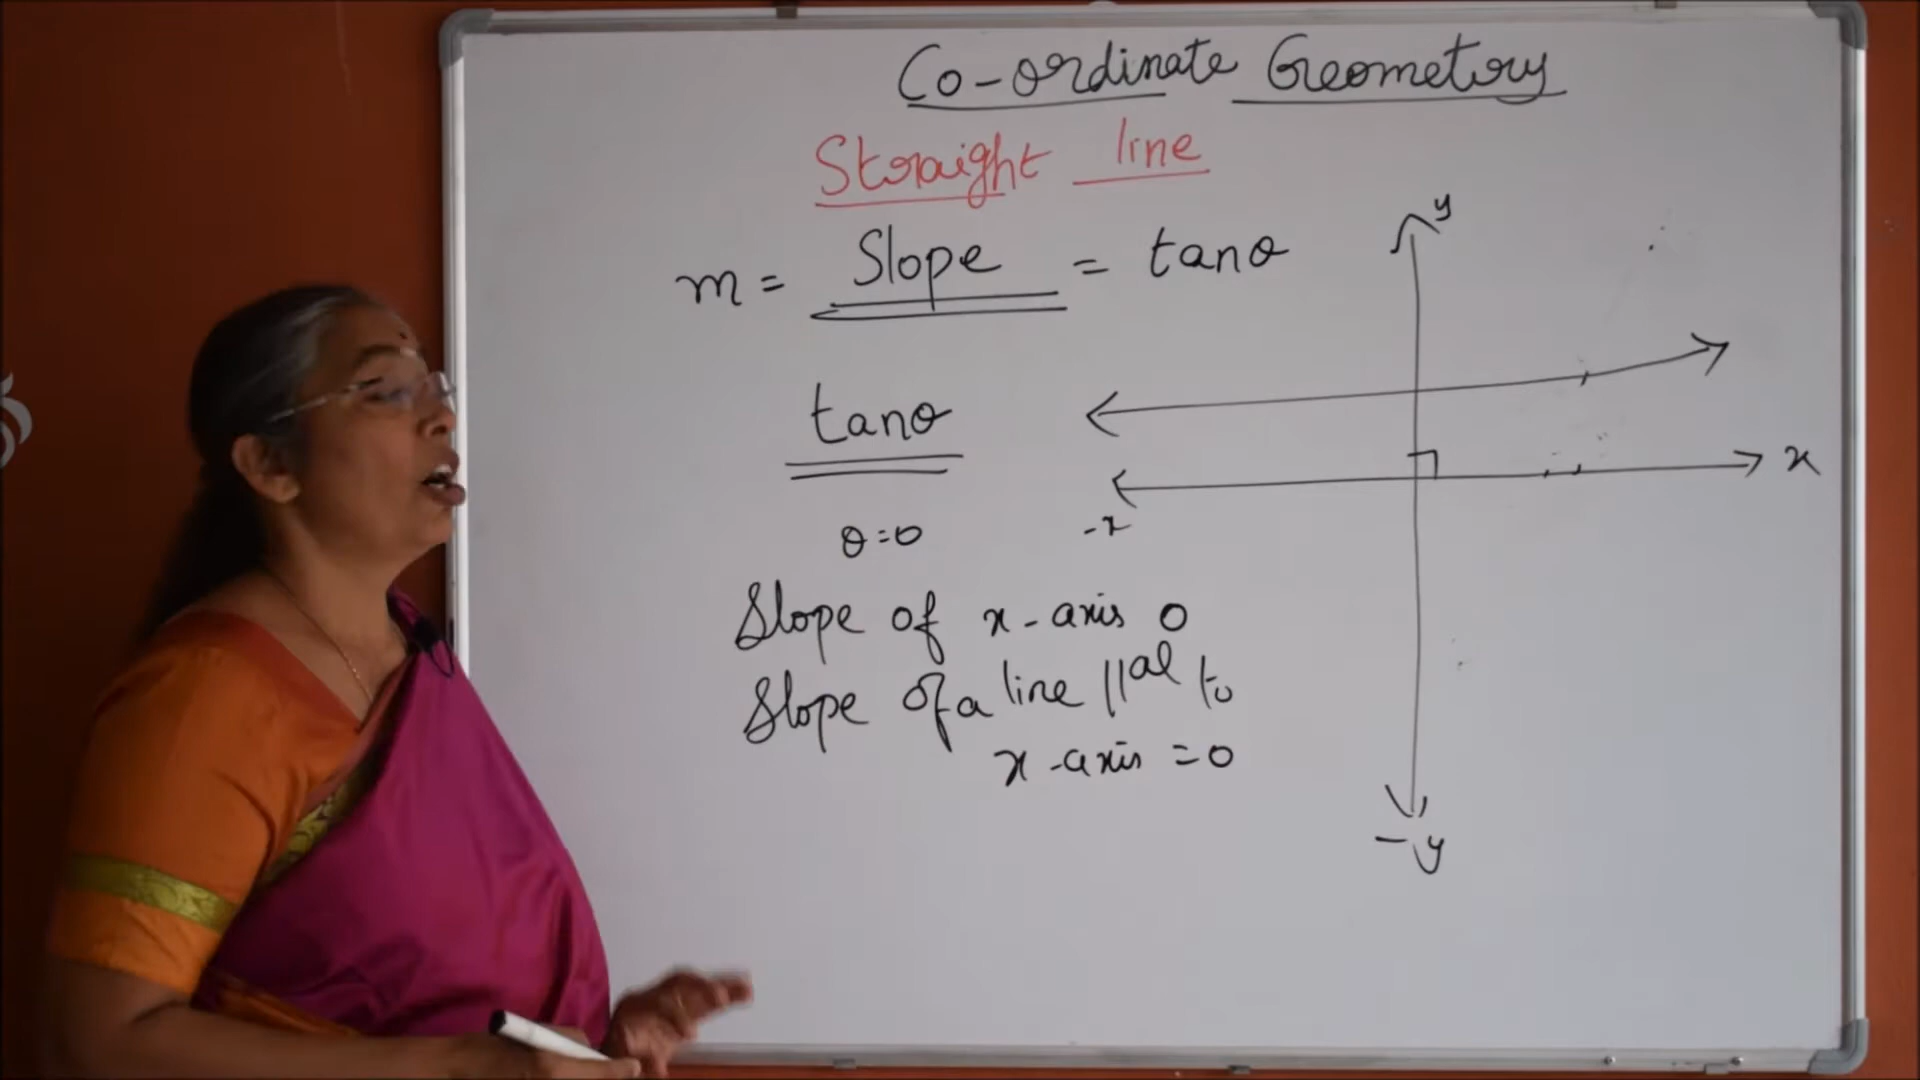 Co-ordinate Geometry
Straight line
m = Slope = tanθ
tanθ
θ=0
Slope of x-axis 0
Slope of a line ||al to
x-axis = 0
y
x
-x
-y